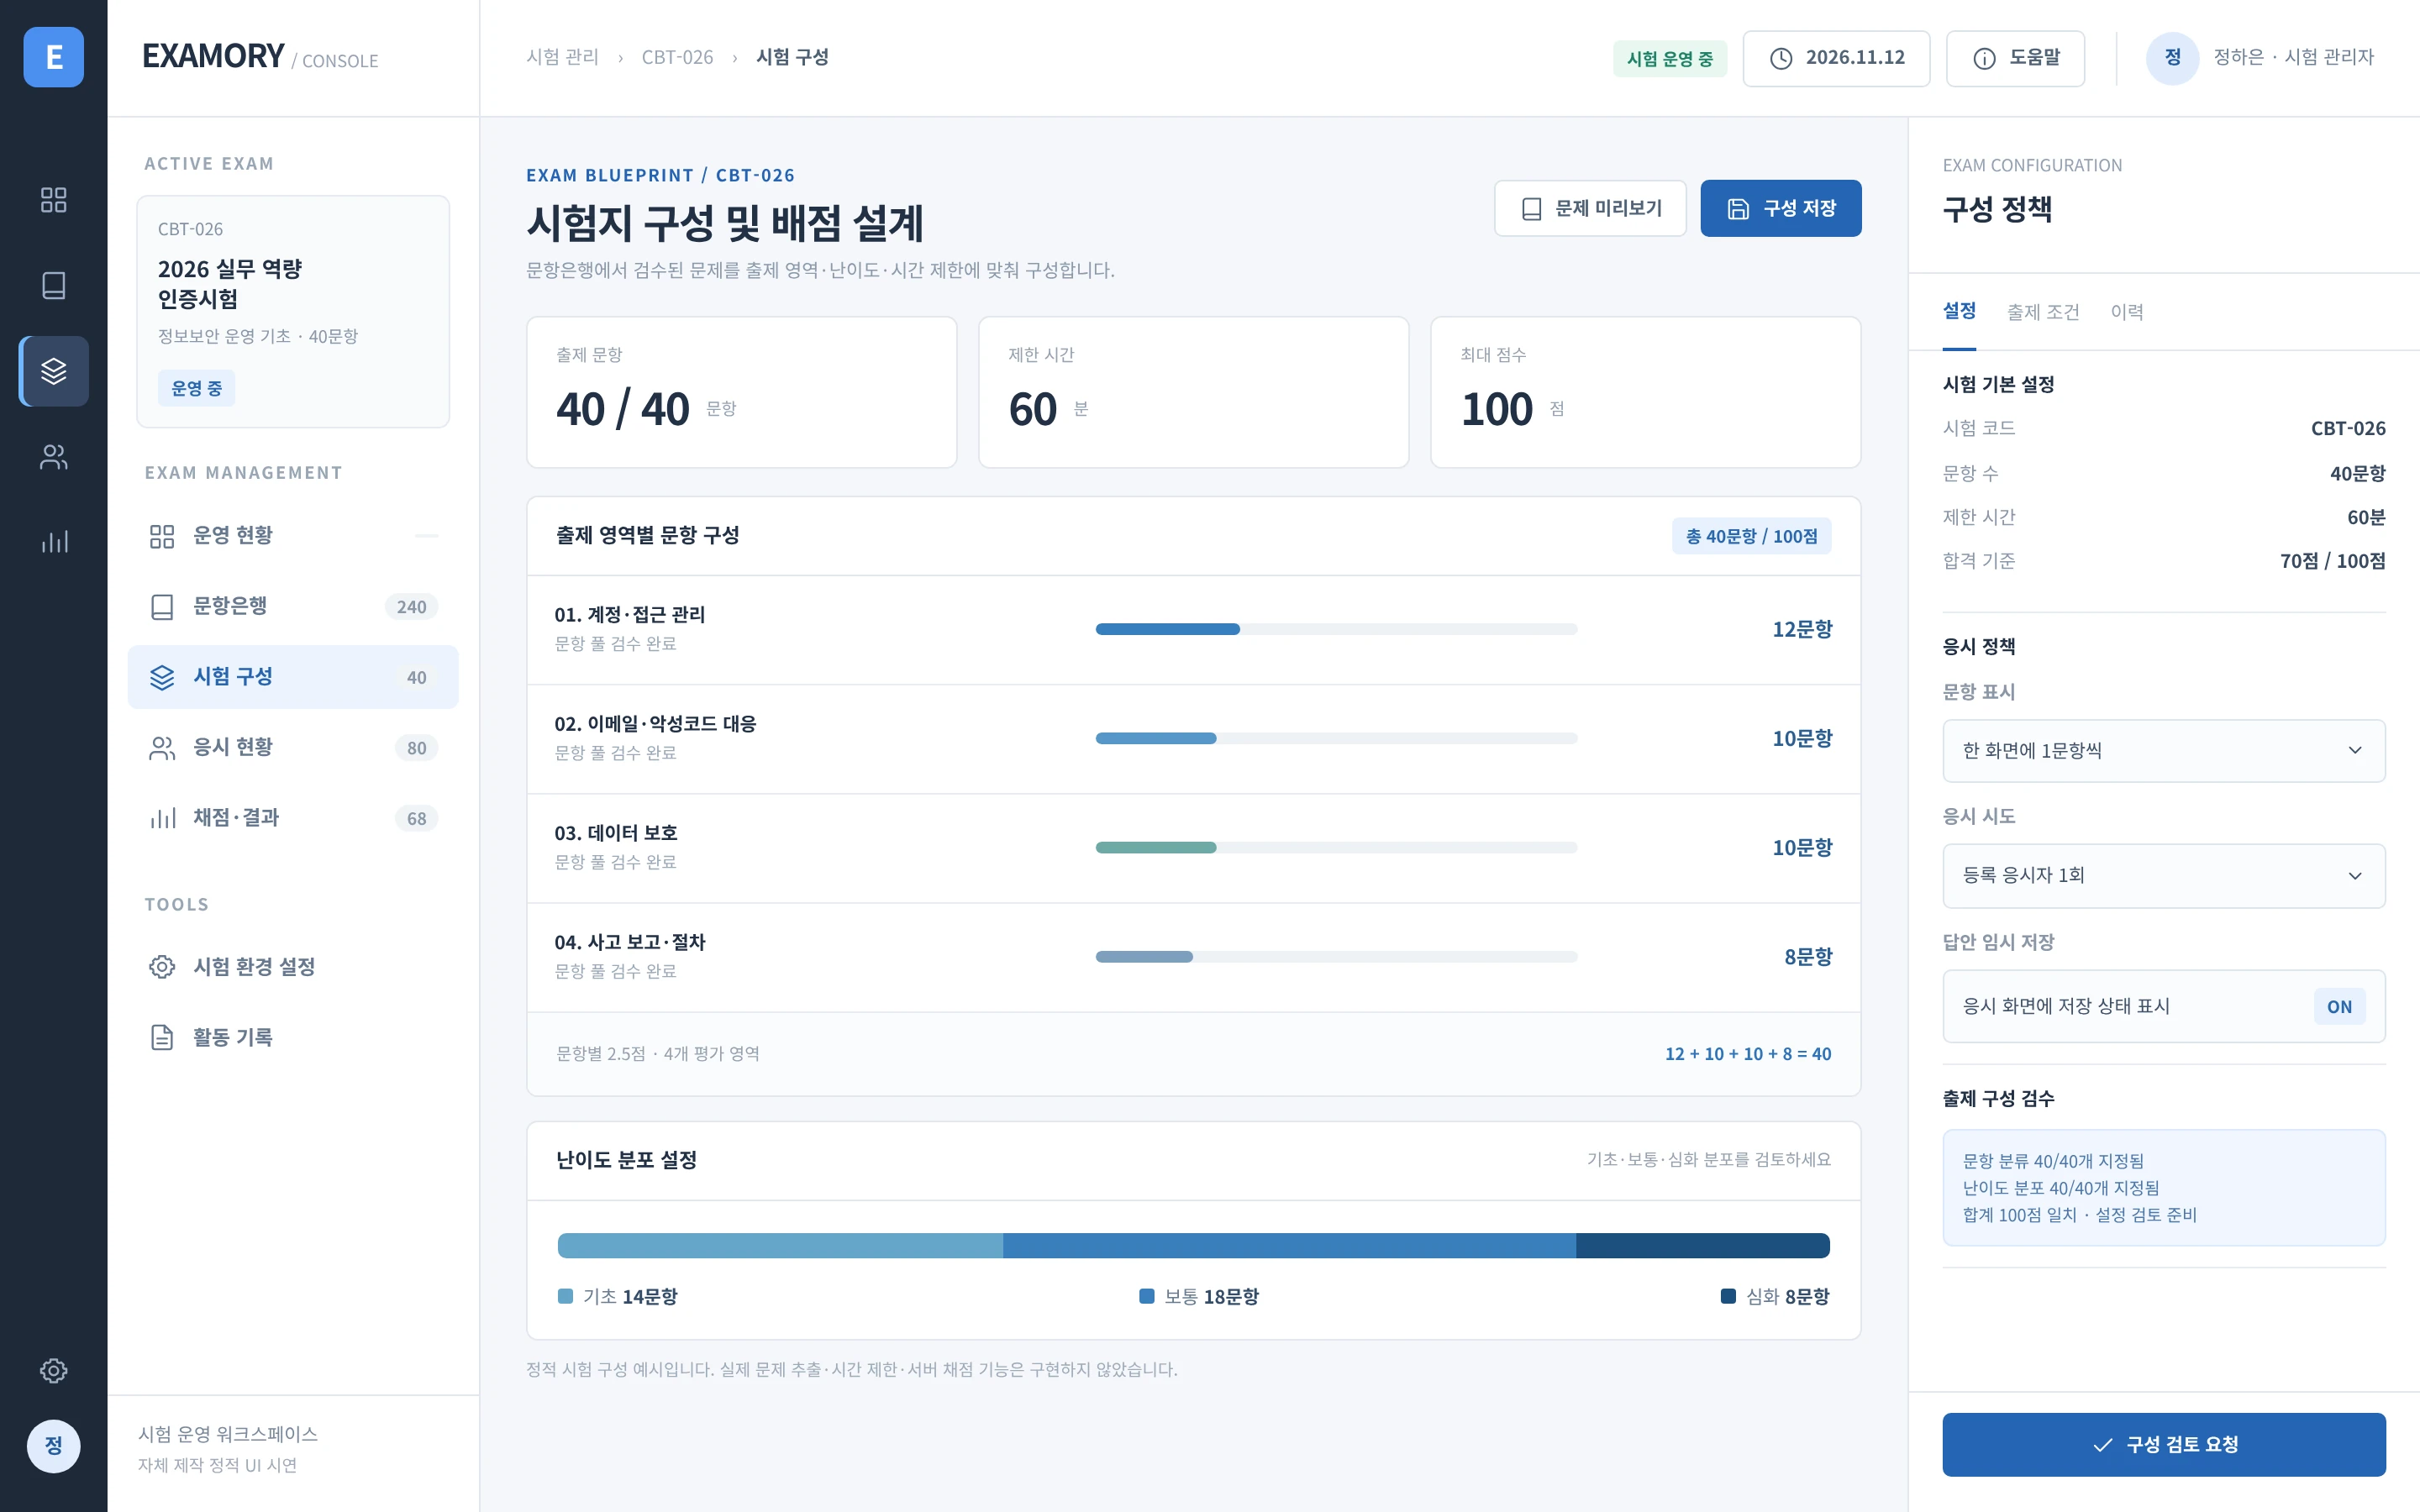 E
EXAMORY / CONSOLE
시험 관리 › CBT-026 › 시험 구성
시험 운영 중
2026.11.12
도움말
정
정하은 · 시험 관리자
ACTIVE EXAM
CBT-026
2026 실무 역량
인증시험
정보보안 운영 기초 · 40문항
운영 중
EXAM MANAGEMENT
운영 현황
문항은행 240
시험 구성 40
응시 현황 80
채점·결과 68
TOOLS
시험 환경 설정
활동 기록
시험 운영 워크스페이스
자체 제작 정적 UI 시연
정
EXAM BLUEPRINT / CBT-026
시험지 구성 및 배점 설계
문항은행에서 검수된 문제를 출제 영역·난이도·시간 제한에 맞춰 구성합니다.
문제 미리보기
구성 저장
출제 문항
40 / 40 문항
제한 시간
60 분
최대 점수
100 점
출제 영역별 문항 구성
총 40문항 / 100점
01. 계정·접근 관리
문항 풀 검수 완료
12문항
02. 이메일·악성코드 대응
문항 풀 검수 완료
10문항
03. 데이터 보호
문항 풀 검수 완료
10문항
04. 사고 보고·절차
문항 풀 검수 완료
8문항
문항별 2.5점 · 4개 평가 영역
12 + 10 + 10 + 8 = 40
난이도 분포 설정
기초·보통·심화 분포를 검토하세요
기초 14문항
보통 18문항
심화 8문항
정적 시험 구성 예시입니다. 실제 문제 추출·시간 제한·서버 채점 기능은 구현하지 않았습니다.
EXAM CONFIGURATION
구성 정책
설정 출제 조건 이력
시험 기본 설정
시험 코드 CBT-026
문항 수 40문항
제한 시간 60분
합격 기준 70점 / 100점
응시 정책
문항 표시
한 화면에 1문항씩
응시 시도
등록 응시자 1회
답안 임시 저장
응시 화면에 저장 상태 표시 ON
출제 구성 검수
문항 분류 40/40개 지정됨
난이도 분포 40/40개 지정됨
합계 100점 일치 · 설정 검토 준비
구성 검토 요청